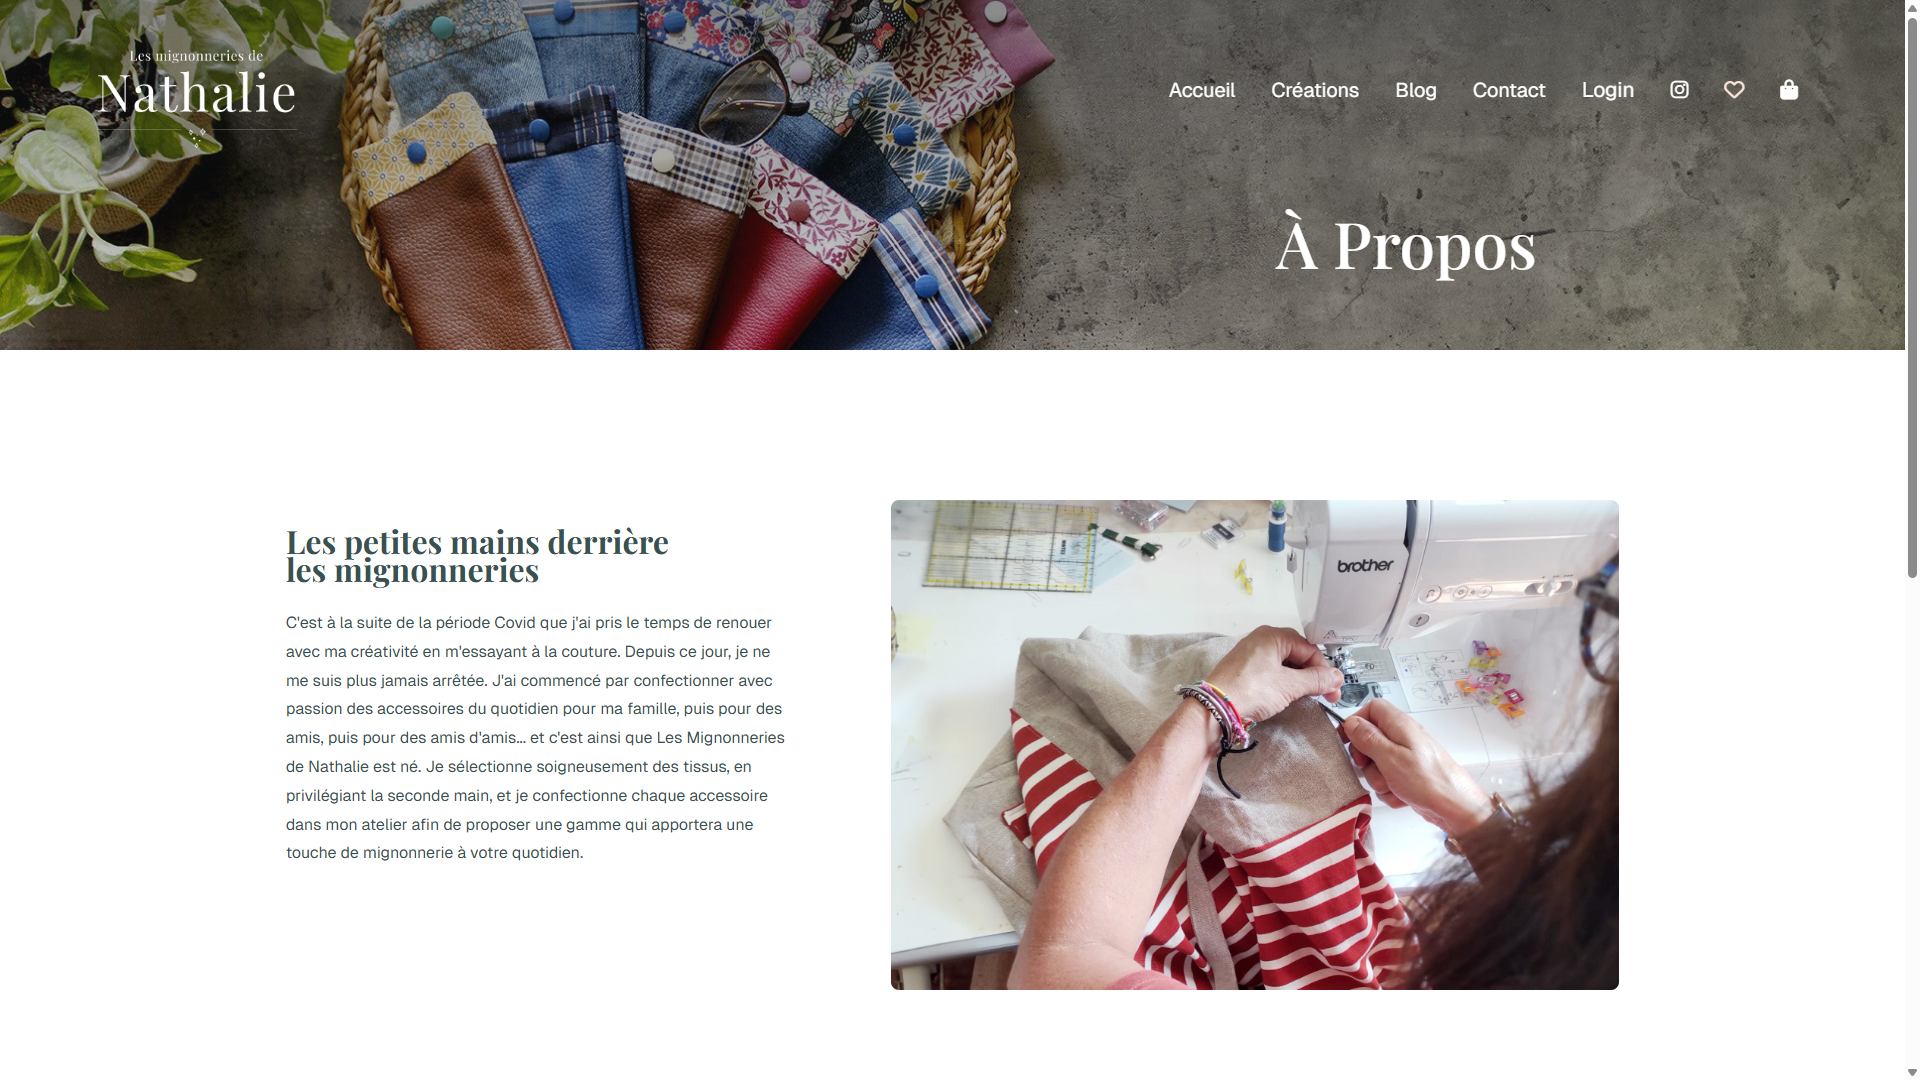 Les mignonneries de
Nathalie
Accueil Créations Blog Contact Login
À Propos
Les petites mains derrière
les mignonneries
C'est à la suite de la période Covid que j'ai pris le temps de renouer
avec ma créativité en m'essayant à la couture. Depuis ce jour, je ne
me suis plus jamais arrêtée. J'ai commencé par confectionner avec
passion des accessoires du quotidien pour ma famille, puis pour des
amis, puis pour des amis d'amis... et c'est ainsi que Les Mignonneries
de Nathalie est né. Je sélectionne soigneusement des tissus, en
privilégiant la seconde main, et je confectionne chaque accessoire
dans mon atelier afin de proposer une gamme qui apportera une
touche de mignonnerie à votre quotidien.
brother